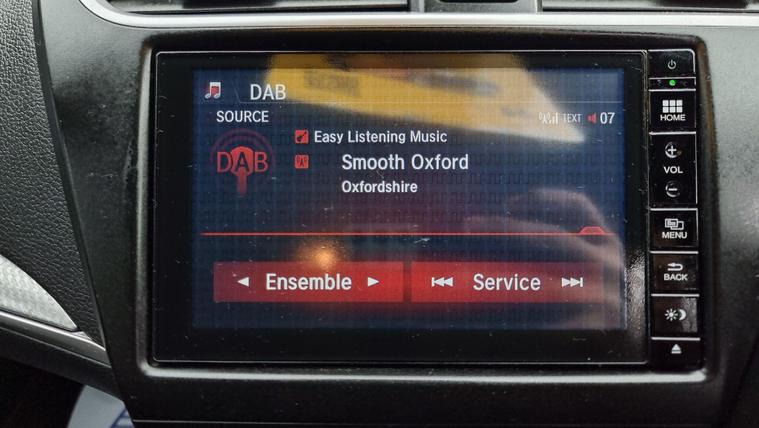 DAB
SOURCE
TEXT 07
DAB
Easy Listening Music
Smooth Oxford
Oxfordshire
Ensemble
Service
HOME
VOL
MENU
BACK